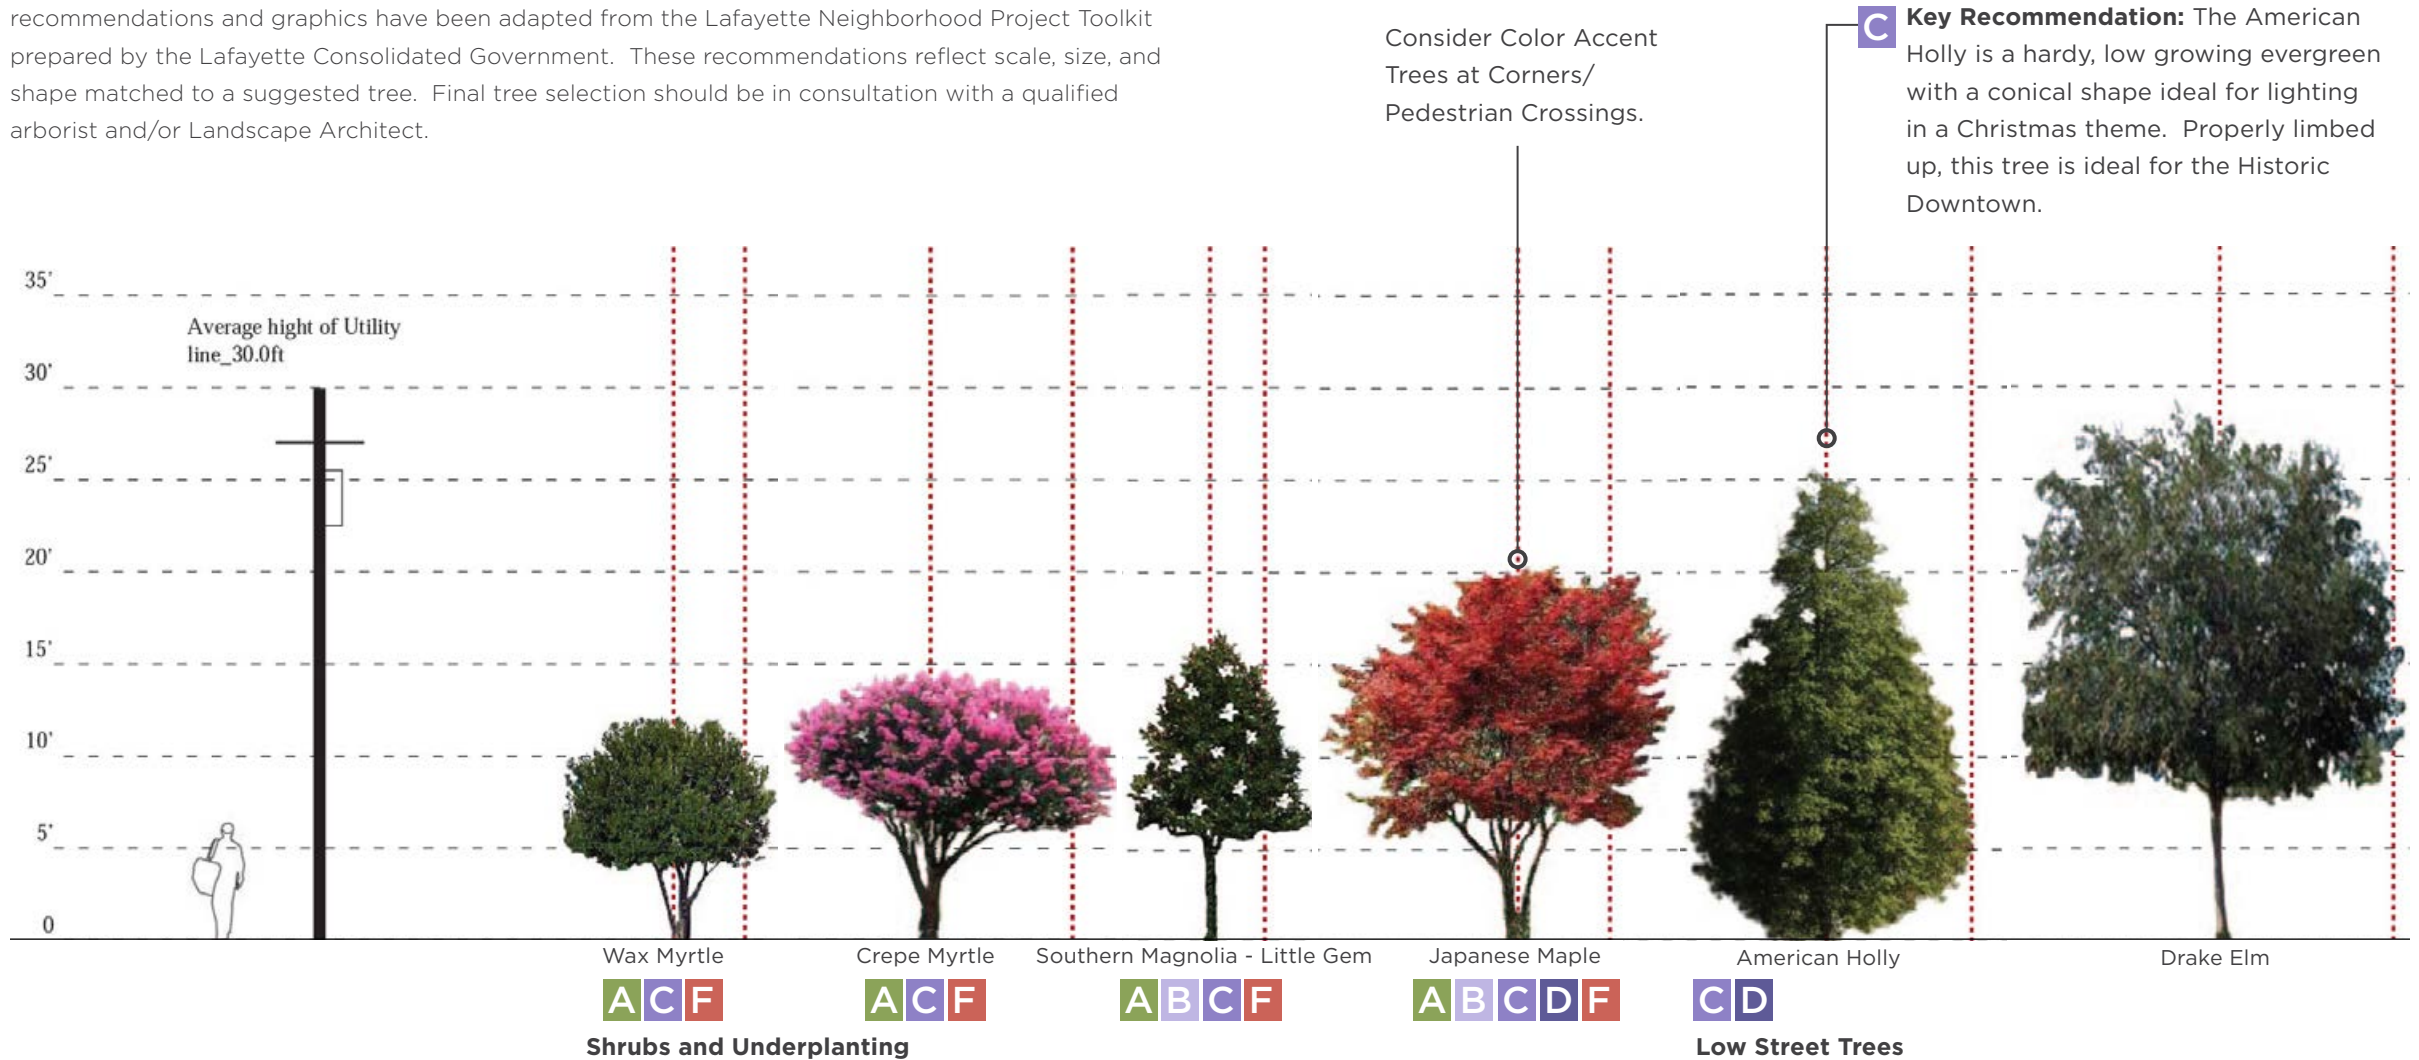 recommendations and graphics have been adapted from the Lafayette Neighborhood Project Toolkit
prepared by the Lafayette Consolidated Government.  These recommendations reflect scale, size, and
shape matched to a suggested tree.  Final tree selection should be in consultation with a qualified
arborist and/or Landscape Architect.
Consider Color Accent
Trees at Corners/
Pedestrian Crossings.
C
Key Recommendation: The American
Holly is a hardy, low growing evergreen
with a conical shape ideal for lighting
in a Christmas theme.  Properly limbed
up, this tree is ideal for the Historic
Downtown.
35'
Average hight of Utility
line_30.0ft
30'
25'
20'
15'
10'
5'
0
Wax Myrtle
A C F
Crepe Myrtle
A C F
Southern Magnolia - Little Gem
A B C F
Japanese Maple
A B C D F
American Holly
C D
Drake Elm
Shrubs and Underplanting
Low Street Trees